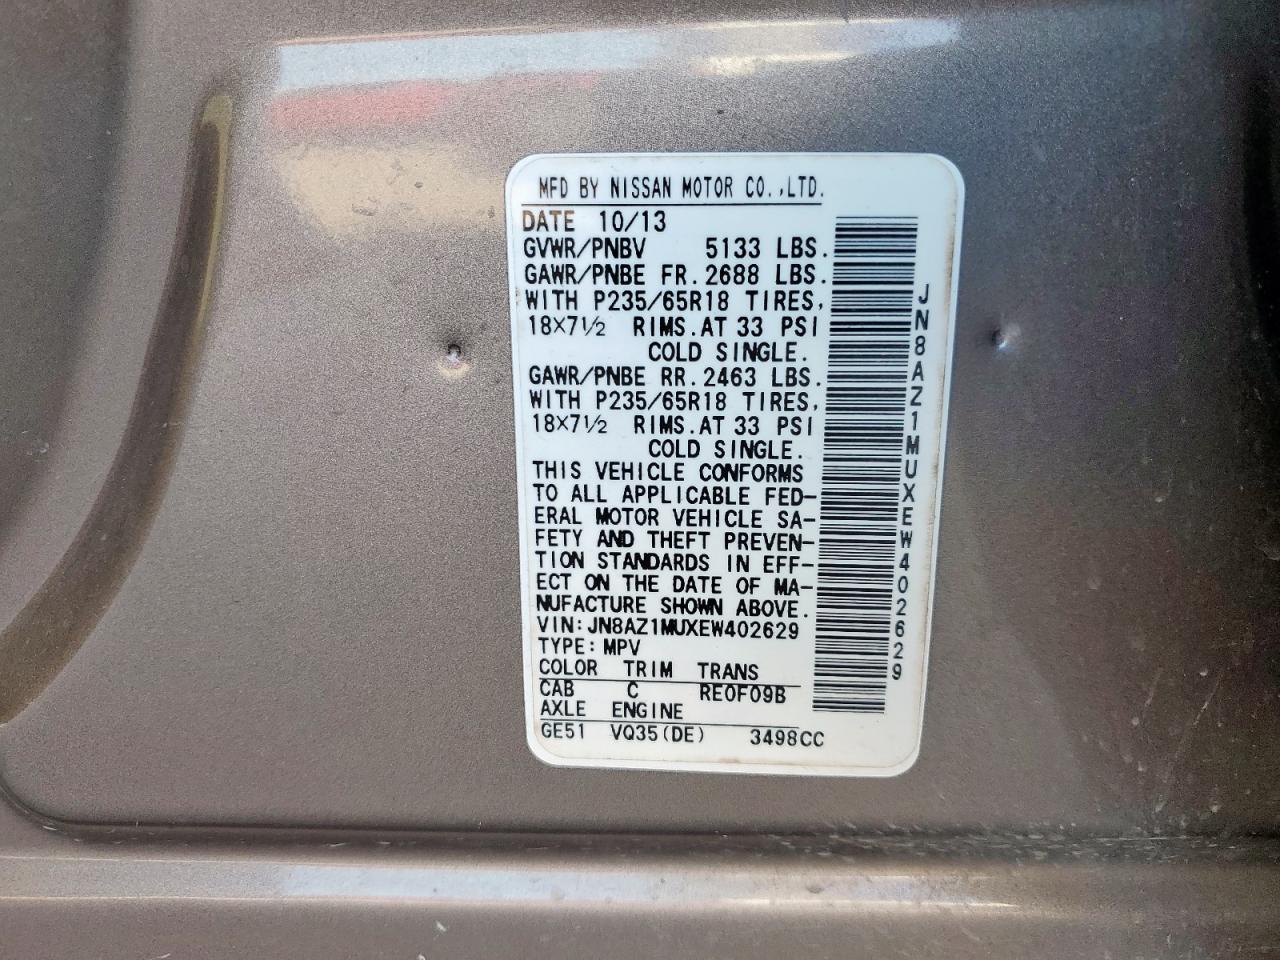 MFD BY NISSAN MOTOR CO.,LTD.
DATE 10/13
GVWR/PNBV 5133 LBS.
GAWR/PNBE FR. 2688 LBS.
WITH P235/65R18 TIRES,
18×7½ RIMS. AT 33 PSI
COLD SINGLE.
GAWR/PNBE RR. 2463 LBS.
WITH P235/65R18 TIRES,
18×7½ RIMS. AT 33 PSI
COLD SINGLE.
THIS VEHICLE CONFORMS
TO ALL APPLICABLE FED-
ERAL MOTOR VEHICLE SA-
FETY AND THEFT PREVEN-
TION STANDARDS IN EFF-
ECT ON THE DATE OF MA-
NUFACTURE SHOWN ABOVE.
VIN: JN8AZ1MUXEW402629
TYPE: MPV
COLOR TRIM TRANS
CAB C RE0F09B
AXLE ENGINE
GE51 VQ35(DE) 3498CC
JN8AZ1MUXEW402629